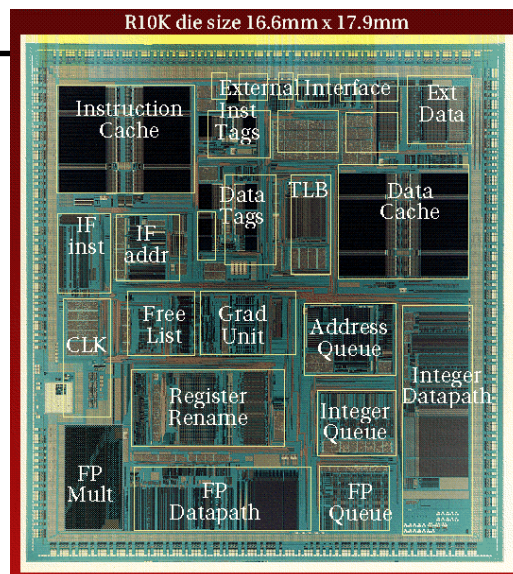 R10K die size 16.6mm x 17.9mm
External Interface
Instruction
Cache
Inst
Tags
Ext
Data
Data
Tags
TLB
Data
Cache
IF
inst
IF
addr
CLK
Free
List
Grad
Unit
Address
Queue
Integer
Datapath
Register
Rename
Integer
Queue
FP
Mult
FP
Datapath
FP
Queue